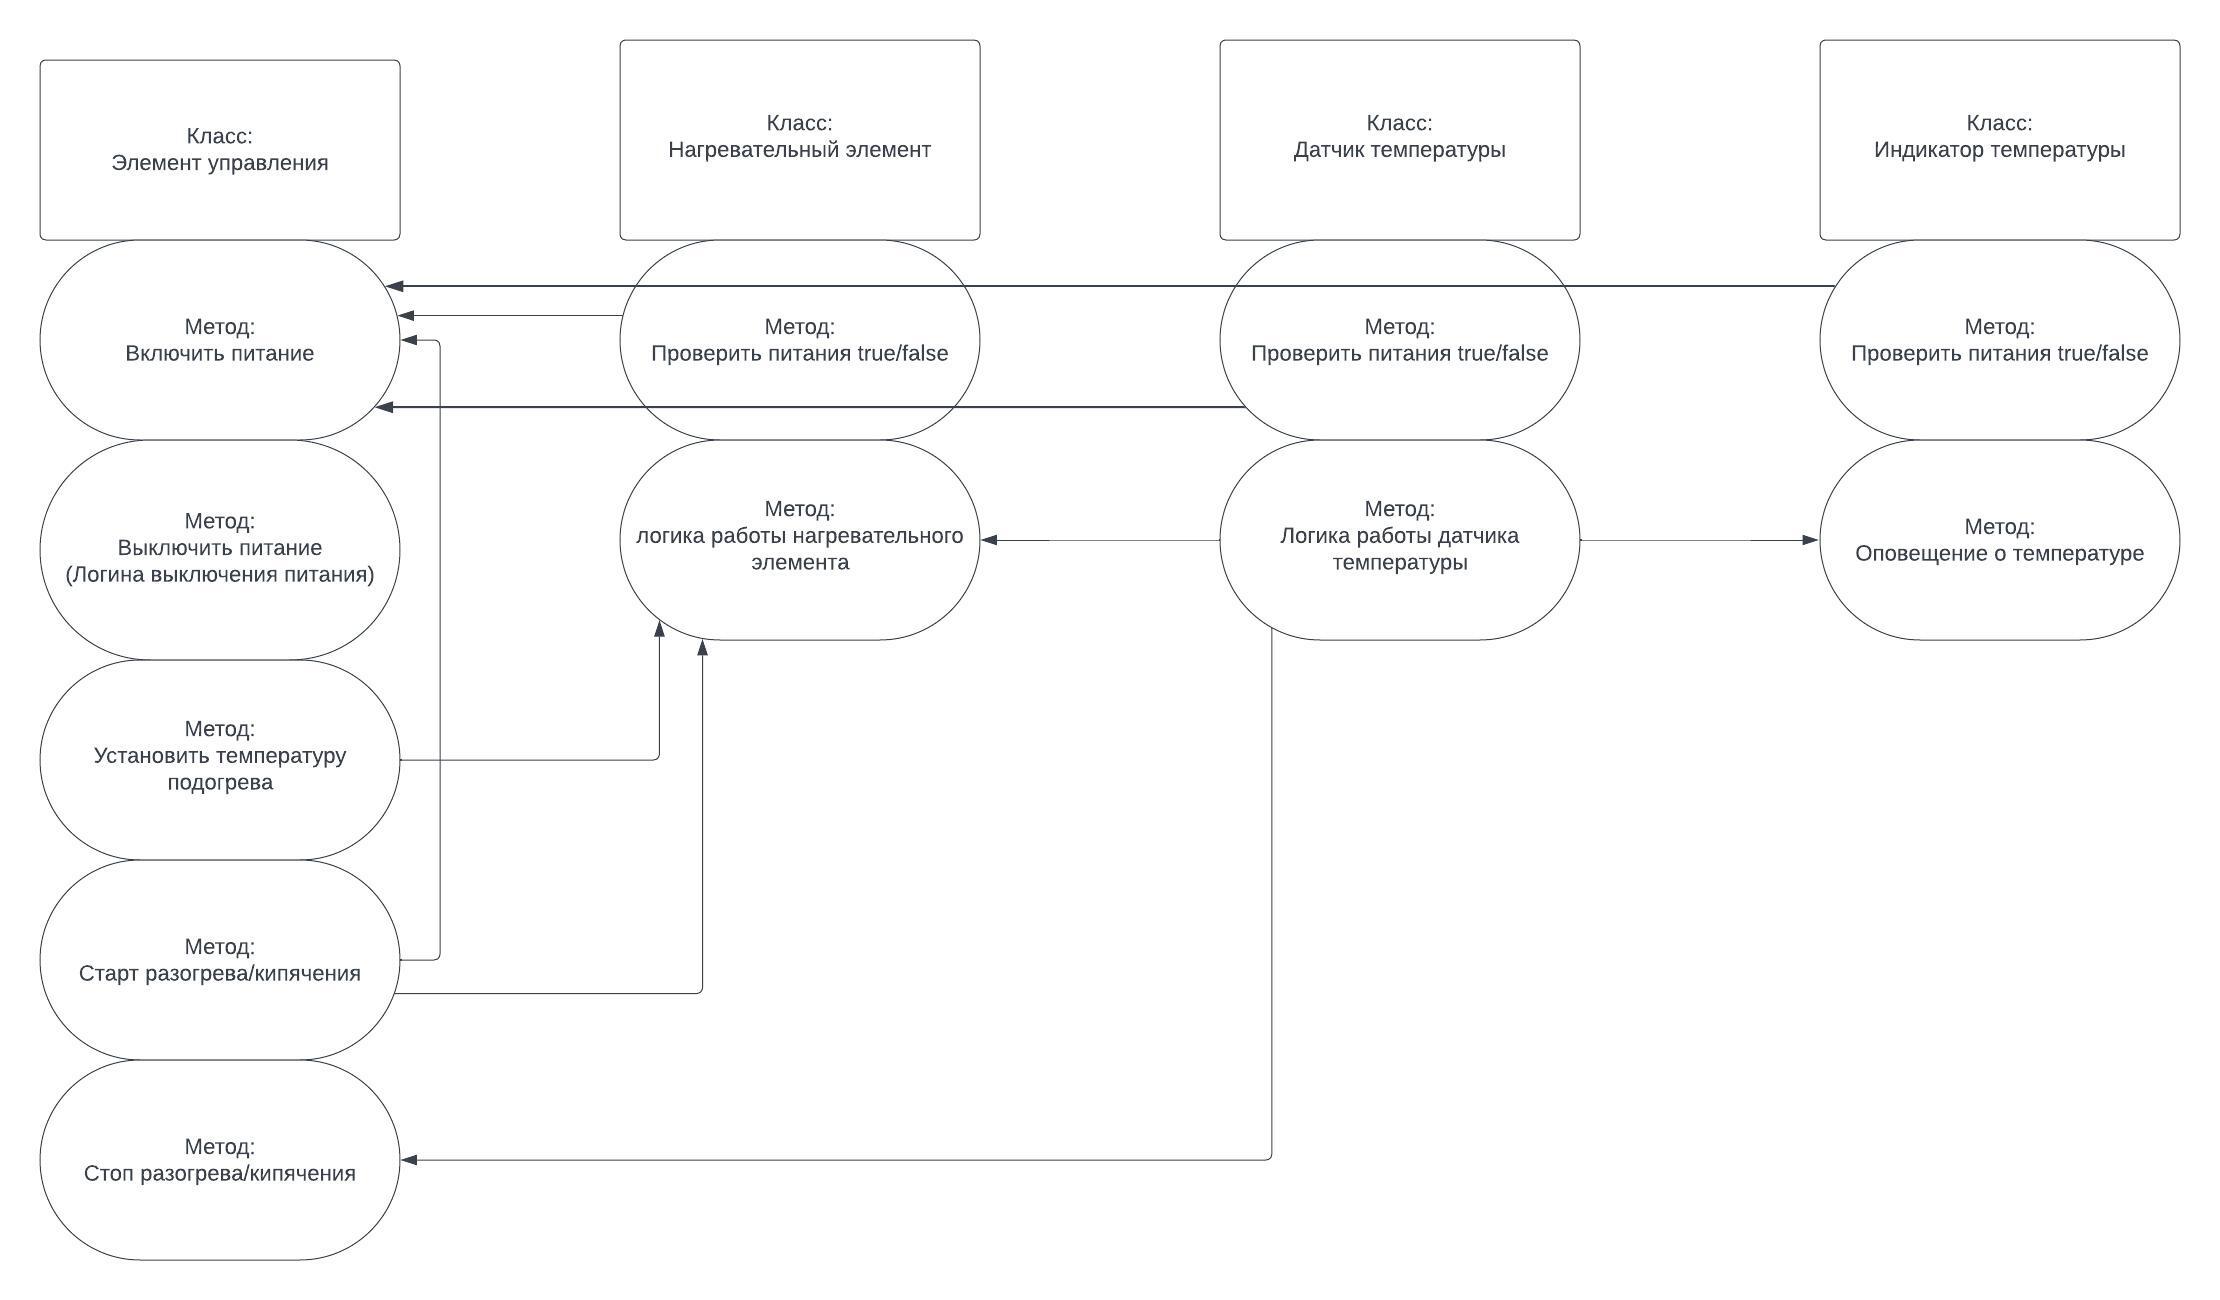 Класс:
Элемент управления
Класс:
Нагревательный элемент
Класс:
Датчик температуры
Класс:
Индикатор температуры
Метод:
Включить питание
Метод:
Проверить питания true/false
Метод:
Проверить питания true/false
Метод:
Проверить питания true/false
Метод:
Выключить питание
(Логина выключения питания)
Метод:
логика работы нагревательного
элемента
Метод:
Логика работы датчика
температуры
Метод:
Оповещение о температуре
Метод:
Установить температуру
подогрева
Метод:
Старт разогрева/кипячения
Метод:
Стоп разогрева/кипячения